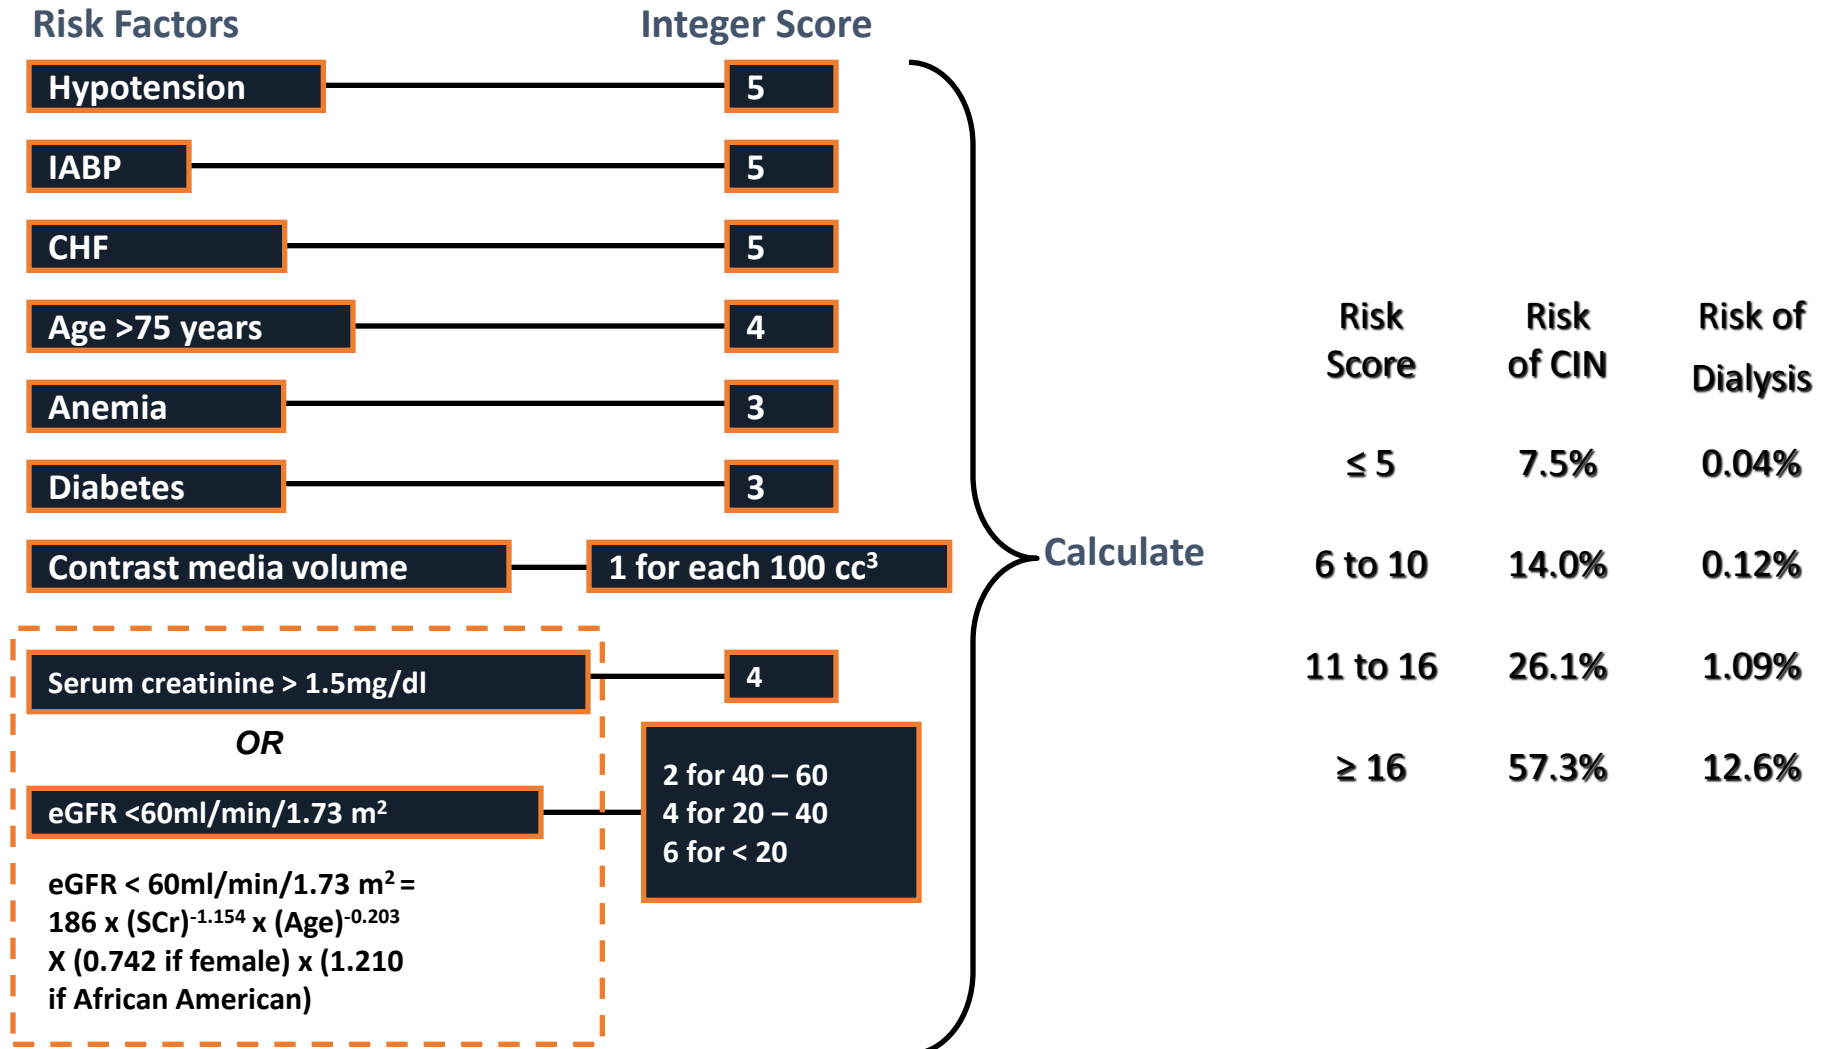 Risk Factors
Integer Score
Hypotension
5
IABP
5
CHF
5
Age >75 years
4
Anemia
3
Diabetes
3
Contrast media volume
1 for each 100 cc³
Serum creatinine > 1.5mg/dl
4
OR
eGFR <60ml/min/1.73 m²
2 for 40 – 60
4 for 20 – 40
6 for < 20
eGFR < 60ml/min/1.73 m² =
186 x (SCr)⁻¹·¹⁵⁴ x (Age)⁻⁰·²⁰³
X (0.742 if female) x (1.210
if African American)
Calculate
Risk Score
Risk of CIN
Risk of Dialysis
≤ 5 7.5% 0.04%
6 to 10 14.0% 0.12%
11 to 16 26.1% 1.09%
≥ 16 57.3% 12.6%